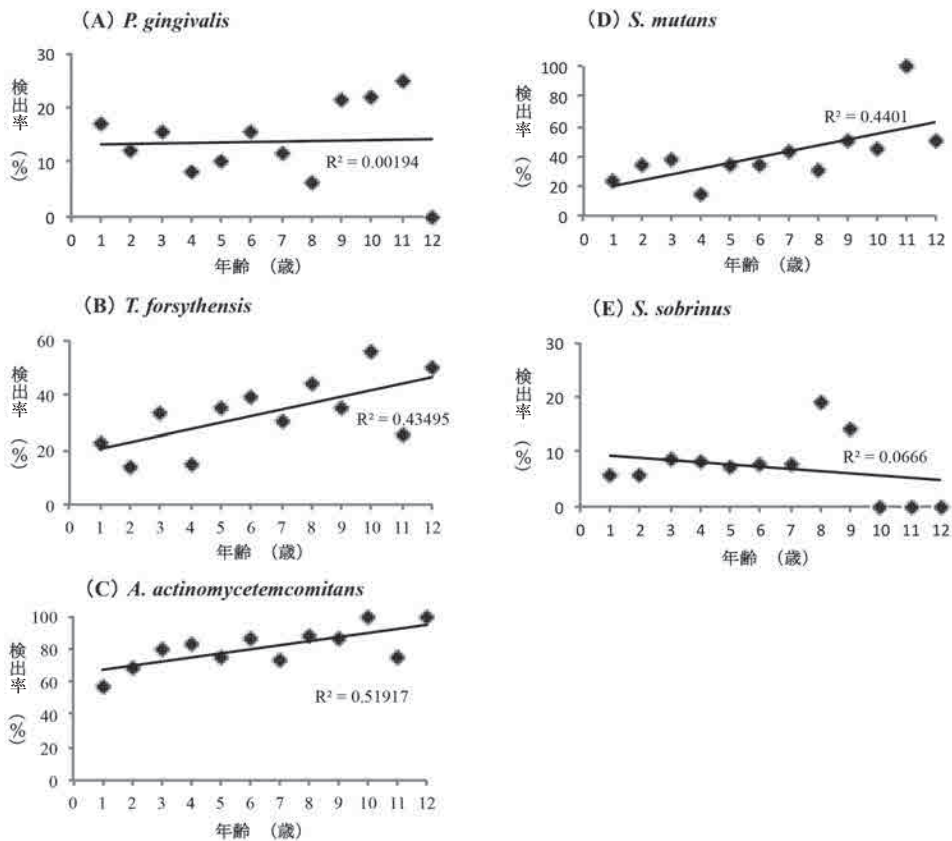 (A) P. gingivalis
30
20
10
0
検出率 (%)
R² = 0.00194
0 1 2 3 4 5 6 7 8 9 10 11 12
年齢 (歳)
(B) T. forsythensis
60
40
20
0
検出率 (%)
R² = 0.43495
0 1 2 3 4 5 6 7 8 9 10 11 12
年齢 (歳)
(C) A. actinomycetemcomitans
100
80
60
40
20
0
検出率 (%)
R² = 0.51917
0 1 2 3 4 5 6 7 8 9 10 11 12
年齢 (歳)
(D) S. mutans
100
80
60
40
20
0
検出率 (%)
R² = 0.4401
0 1 2 3 4 5 6 7 8 9 10 11 12
年齢 (歳)
(E) S. sobrinus
30
20
10
0
検出率 (%)
R² = 0.0666
0 1 2 3 4 5 6 7 8 9 10 11 12
年齢 (歳)